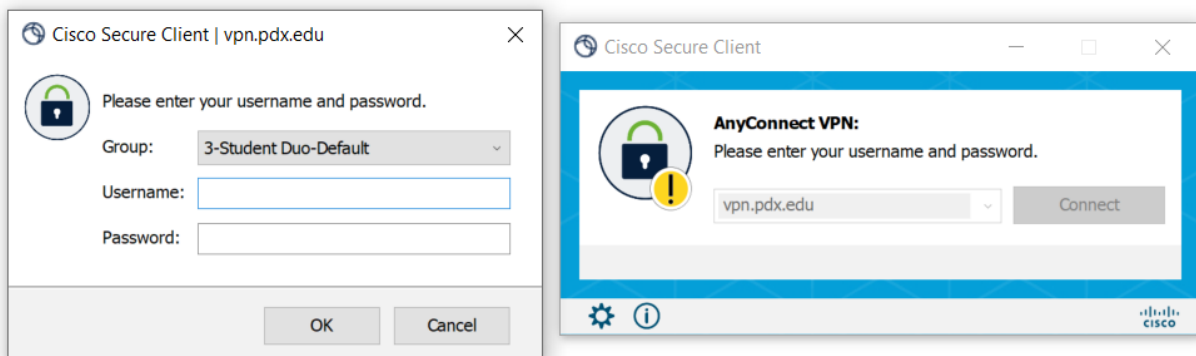 Cisco Secure Client | vpn.pdx.edu
Please enter your username and password.
Group:
3-Student Duo-Default
Username:
Password:
OK
Cancel
Cisco Secure Client
AnyConnect VPN:
Please enter your username and password.
vpn.pdx.edu
Connect
CISCO